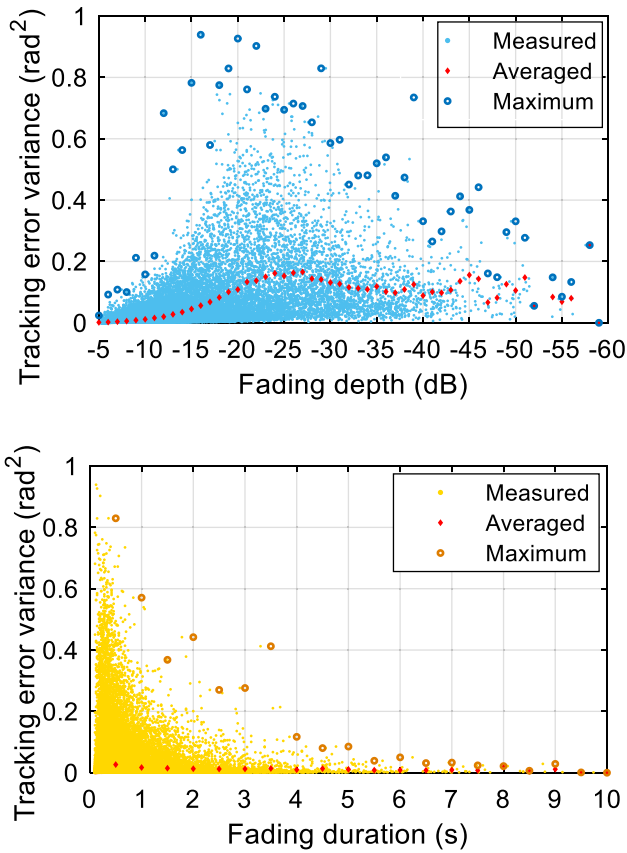 Tracking error variance (rad²)
1
0.8
0.6
0.4
0.2
0
Measured
Averaged
Maximum
-5 -10 -15 -20 -25 -30 -35 -40 -45 -50 -55 -60
Fading depth (dB)
Tracking error variance (rad²)
1
0.8
0.6
0.4
0.2
0
Measured
Averaged
Maximum
0 1 2 3 4 5 6 7 8 9 10
Fading duration (s)